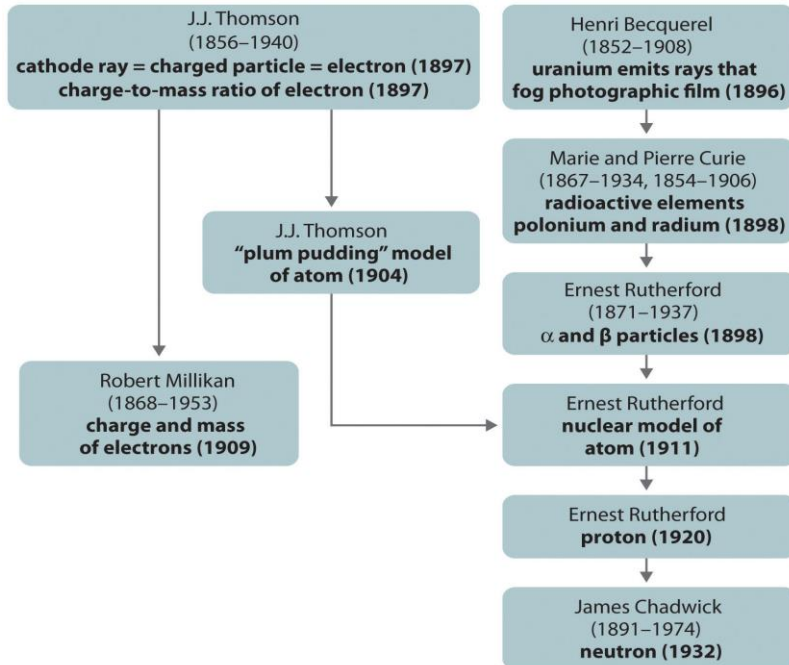 J.J. Thomson
(1856–1940)
cathode ray = charged particle = electron (1897)
charge-to-mass ratio of electron (1897)
Henri Becquerel
(1852–1908)
uranium emits rays that
fog photographic film (1896)
Marie and Pierre Curie
(1867–1934, 1854–1906)
radioactive elements
polonium and radium (1898)
J.J. Thomson
“plum pudding” model
of atom (1904)
Ernest Rutherford
(1871–1937)
α and β particles (1898)
Robert Millikan
(1868–1953)
charge and mass
of electrons (1909)
Ernest Rutherford
nuclear model of
atom (1911)
Ernest Rutherford
proton (1920)
James Chadwick
(1891–1974)
neutron (1932)